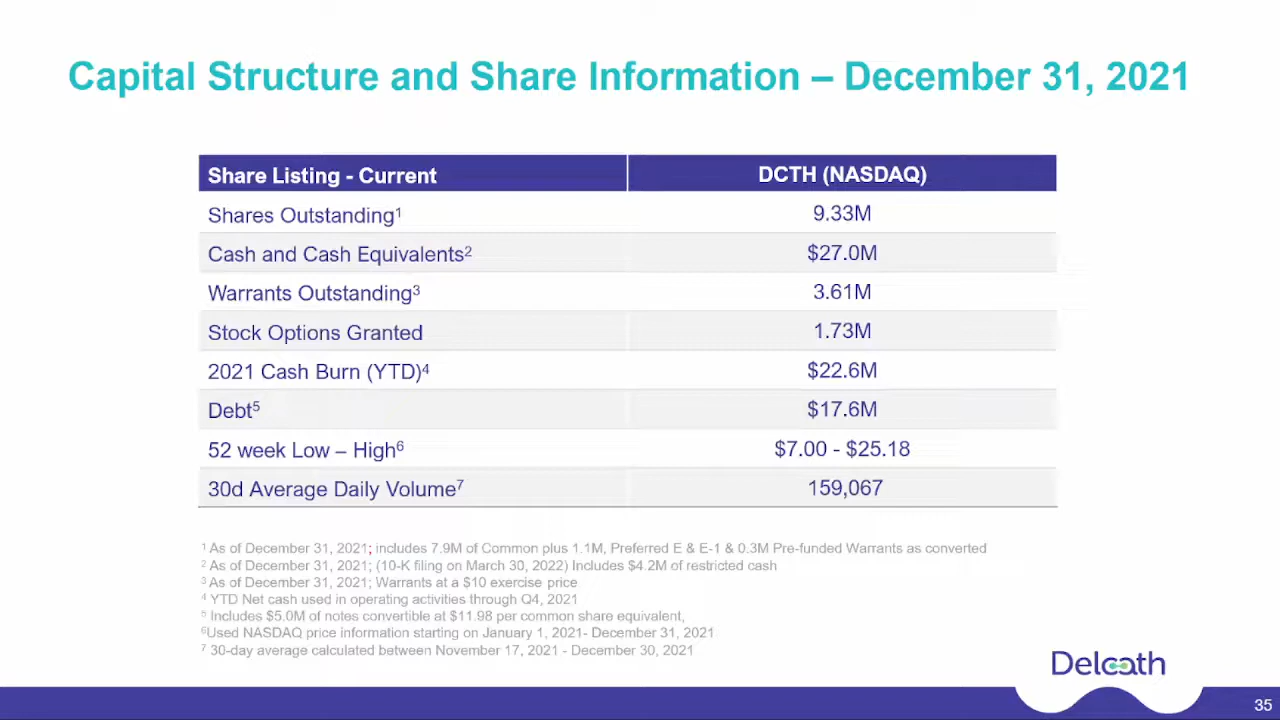 Capital Structure and Share Information – December 31, 2021
Share Listing - Current DCTH (NASDAQ)
Shares Outstanding¹ 9.33M
Cash and Cash Equivalents² $27.0M
Warrants Outstanding³ 3.61M
Stock Options Granted 1.73M
2021 Cash Burn (YTD)⁴ $22.6M
Debt⁵ $17.6M
52 week Low – High⁶ $7.00 - $25.18
30d Average Daily Volume⁷ 159,067
¹ As of December 31, 2021; includes 7.9M of Common plus 1.1M, Preferred E & E-1 & 0.3M Pre-funded Warrants as converted
² As of December 31, 2021; (10-K filing on March 30, 2022) Includes $4.2M of restricted cash
³ As of December 31, 2021; Warrants at a $10 exercise price
⁴ YTD Net cash used in operating activities through Q4, 2021
⁵ Includes $5.0M of notes convertible at $11.98 per common share equivalent,
⁶Used NASDAQ price information starting on January 1, 2021- December 31, 2021
⁷ 30-day average calculated between November 17, 2021 - December 30, 2021
Delcath
35